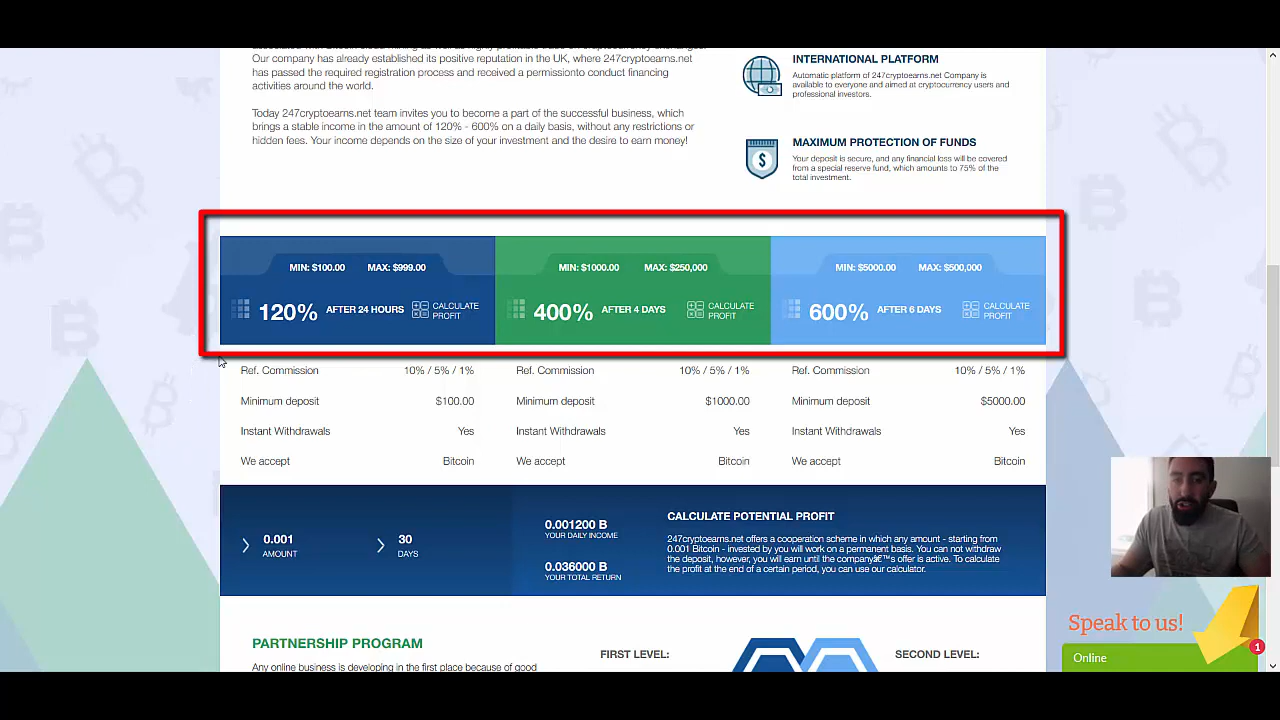 Our company has already established its positive reputation in the UK, where 247cryptoearns.net
has passed the required registration process and received a permissionto conduct financing
activities around the world.
Today 247cryptoearns.net team invites you to become a part of the successful business, which
brings a stable income in the amount of 120% - 600% on a daily basis, without any restrictions or
hidden fees. Your income depends on the size of your investment and the desire to earn money!
INTERNATIONAL PLATFORM
Automatic platform of 247cryptoearns.net Company is
available to everyone and aimed at cryptocurrency users and
professional investors.
MAXIMUM PROTECTION OF FUNDS
Your deposit is secure, and any financial loss will be covered
from a special reserve fund, which amounts to 75% of the
total investment.
MIN: $100.00 MAX: $999.00
120% AFTER 24 HOURS CALCULATE
PROFIT
MIN: $1000.00 MAX: $250,000
400% AFTER 4 DAYS CALCULATE
PROFIT
MIN: $5000.00 MAX: $500,000
600% AFTER 6 DAYS CALCULATE
PROFIT
Ref. Commission 10% / 5% / 1%
Minimum deposit $100.00
Instant Withdrawals Yes
We accept Bitcoin
Ref. Commission 10% / 5% / 1%
Minimum deposit $1000.00
Instant Withdrawals Yes
We accept Bitcoin
Ref. Commission 10% / 5% / 1%
Minimum deposit $5000.00
Instant Withdrawals Yes
We accept Bitcoin
0.001
AMOUNT
30
DAYS
0.001200 B
YOUR DAILY INCOME
0.036000 B
YOUR TOTAL RETURN
CALCULATE POTENTIAL PROFIT
247cryptoearns.net offers a cooperation scheme in which any amount - starting from
0.001 Bitcoin - invested by you will work on a permanent basis. You can not withdraw
the deposit, however, you will earn until the companyâ€™s offer is active. To calculate
the profit at the end of a certain period, you can use our calculator.
PARTNERSHIP PROGRAM
Any online business is developing in the first place because of good
FIRST LEVEL:
SECOND LEVEL:
Speak to us!
1
Online